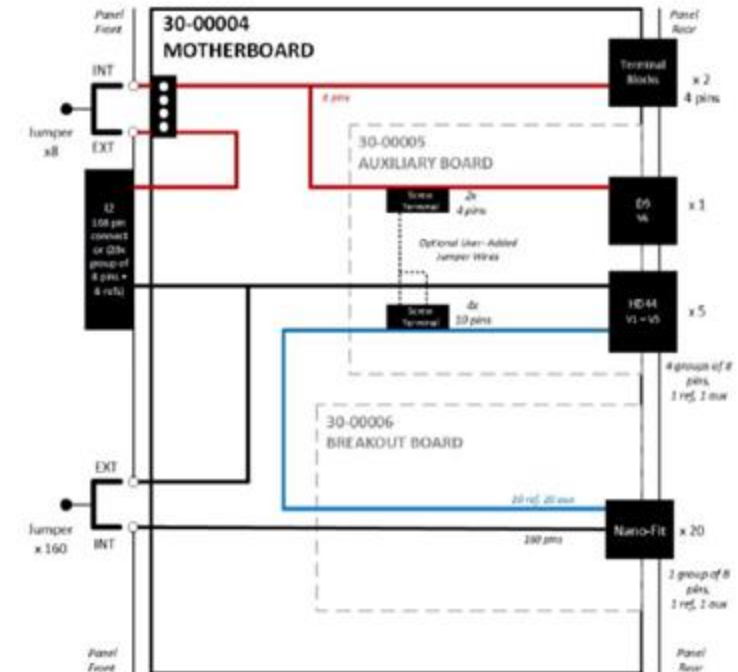 Panel
Front
30-00004
MOTHERBOARD
Panel
Rear
INT
Terminal
Blocks
x 2
4 pins
8 pins
Jumper
x8
EXT
30-00005
AUXILIARY BOARD
168 pin
connect
or (20x
group of
8 pins +
8 refs)
Screw
Terminal
2x
4 pins
x 1
Optional User-Added
Jumper Wires
Screw
Terminal
4x
10 pins
HD44
V1 – V5
x 5
4 groups of 8
pins,
1 ref, 1 aux
30-00006
BREAKOUT BOARD
EXT
20 ref, 20 aux
Jumper
x 160
INT
160 pins
Nano-Fit
x 20
1 group of 8
pins,
1 ref, 1 aux
Panel
Front
Panel
Rear